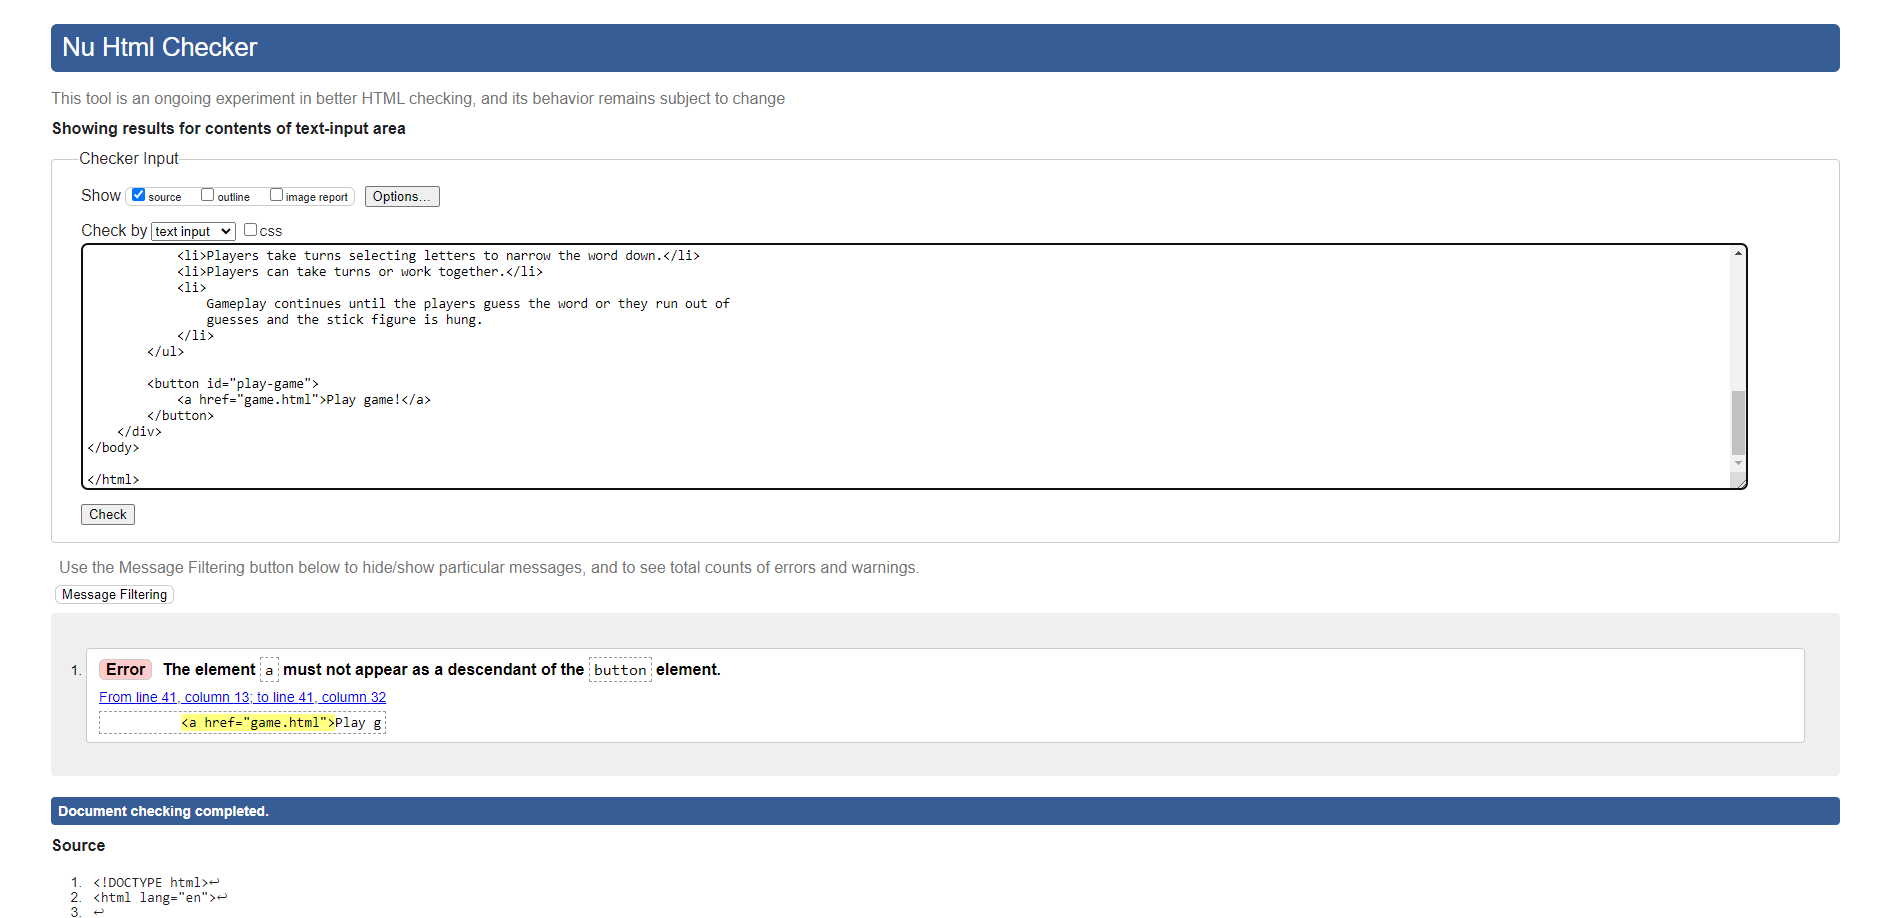 Nu Html Checker
This tool is an ongoing experiment in better HTML checking, and its behavior remains subject to change
Showing results for contents of text-input area
Checker Input
Show source outline image report Options...
Check by text input css
<li>Players take turns selecting letters to narrow the word down.</li>
<li>Players can take turns or work together.</li>
<li>
Gameplay continues until the players guess the word or they run out of
guesses and the stick figure is hung.
</li>
</ul>
<button id="play-game">
<a href="game.html">Play game!</a>
</button>
</div>
</body>
</html>
Check
Use the Message Filtering button below to hide/show particular messages, and to see total counts of errors and warnings.
Message Filtering
1. Error The element a must not appear as a descendant of the button element.
From line 41, column 13; to line 41, column 32
<a href="game.html">Play g
Document checking completed.
Source
1. <!DOCTYPE html>↩
2. <html lang="en">↩
3. ↩